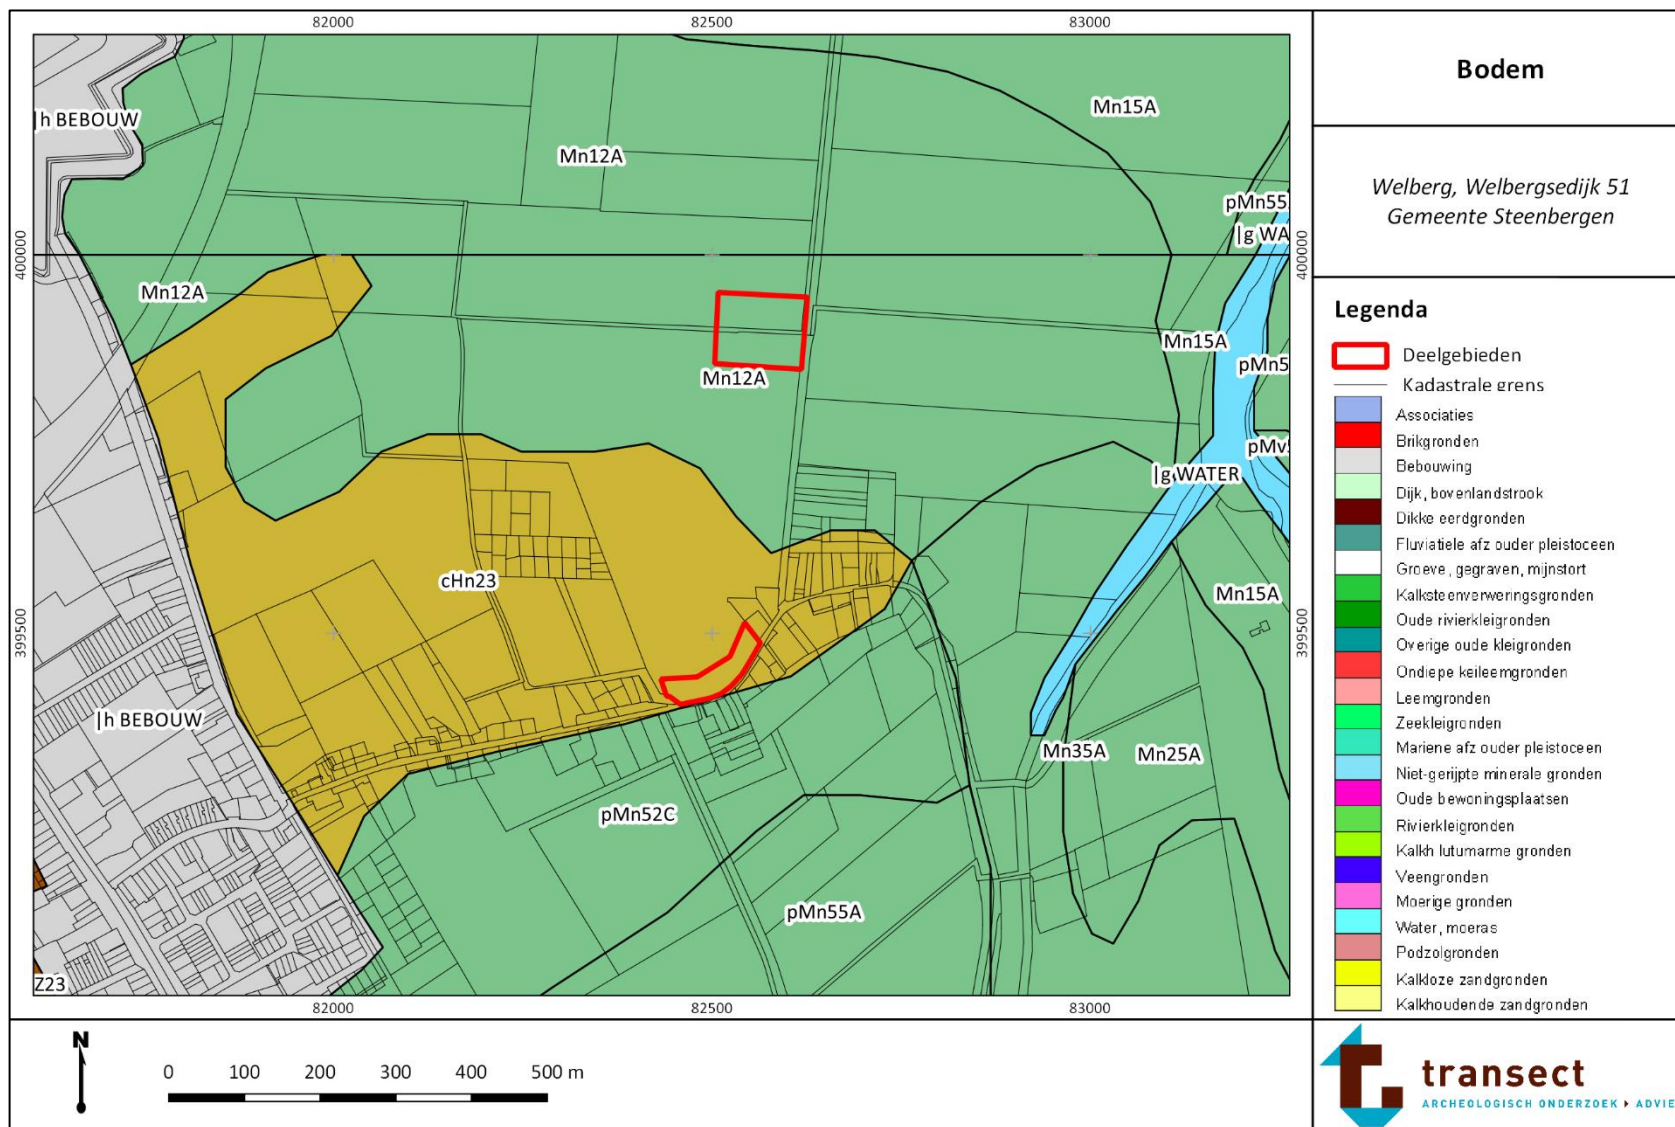 82000 82500 83000
Bodem
Mn15A
|h BEBOUW
Mn12A
Welberg, Welbergsedijk 51
Gemeente Steenbergen
pMn55
|g WA
400000 400000
Mn12A
Legenda
Mn15A
Deelgebieden
pMn5
Mn12A
Kadastrale grens
Associaties
Brikgronden
pMv5
Bebouwing
|g WATER
Dijk, bovenlandstrook
Dikke eerdgronden
Fluviatiele afz ouder pleistoceen
Groeve, gegraven, mijnstort
cHn23
Mn15A
Kalksteenverweringsgronden
Oude rivierkleigronden
399500 399500
Overige oude kleigronden
Ondiepe keileemgronden
Leemgronden
|h BEBOUW
Zeekleigronden
Mn35A
Mn25A
Mariene afz ouder pleistoceen
Niet-gerijpte minerale gronden
Oude bewoningsplaatsen
pMn52C
Rivierkleigronden
Kalkh lutumarme gronden
Veengronden
Moerige gronden
pMn55A
Water, moeras
Podzolgronden
Z23
Kalkloze zandgronden
Kalkhoudende zandgronden
82000 82500 83000
N
0 100 200 300 400 500 m
transect
ARCHEOLOGISCH ONDERZOEK ▸ ADVIE